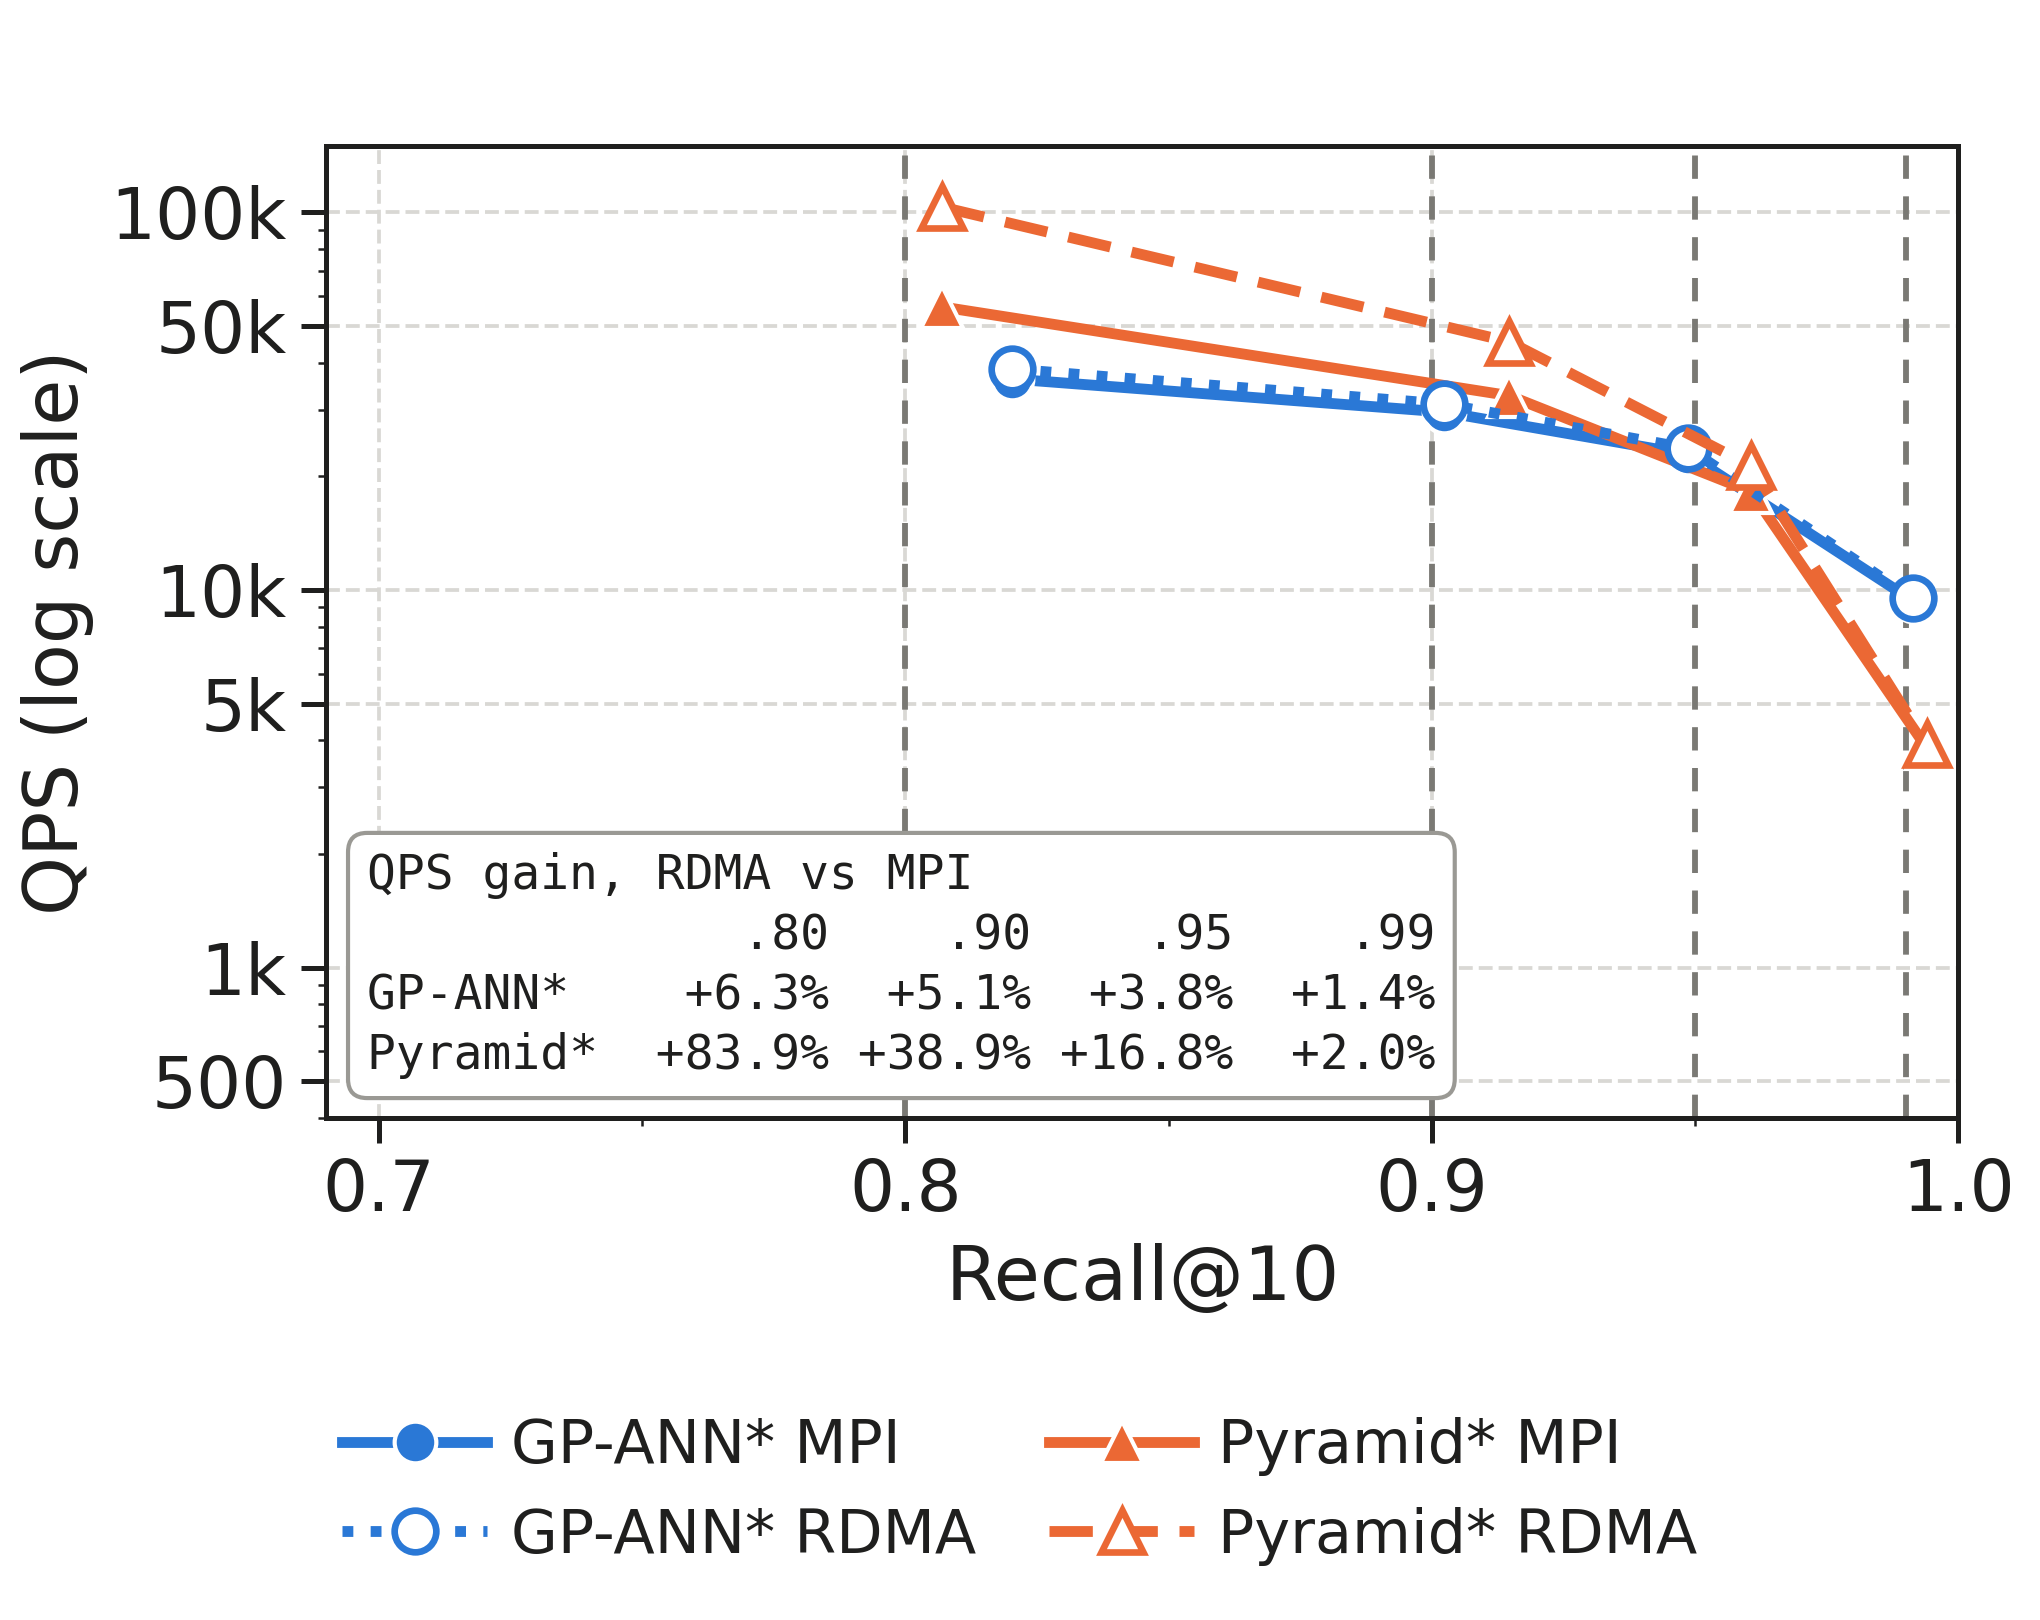 QPS (log scale)
100k
50k
10k
5k
1k
500
QPS gain, RDMA vs MPI
.80 .90 .95 .99
GP-ANN* +6.3% +5.1% +3.8% +1.4%
Pyramid* +83.9% +38.9% +16.8% +2.0%
0.7 0.8 0.9 1.0
Recall@10
GP-ANN* MPI Pyramid* MPI
GP-ANN* RDMA Pyramid* RDMA